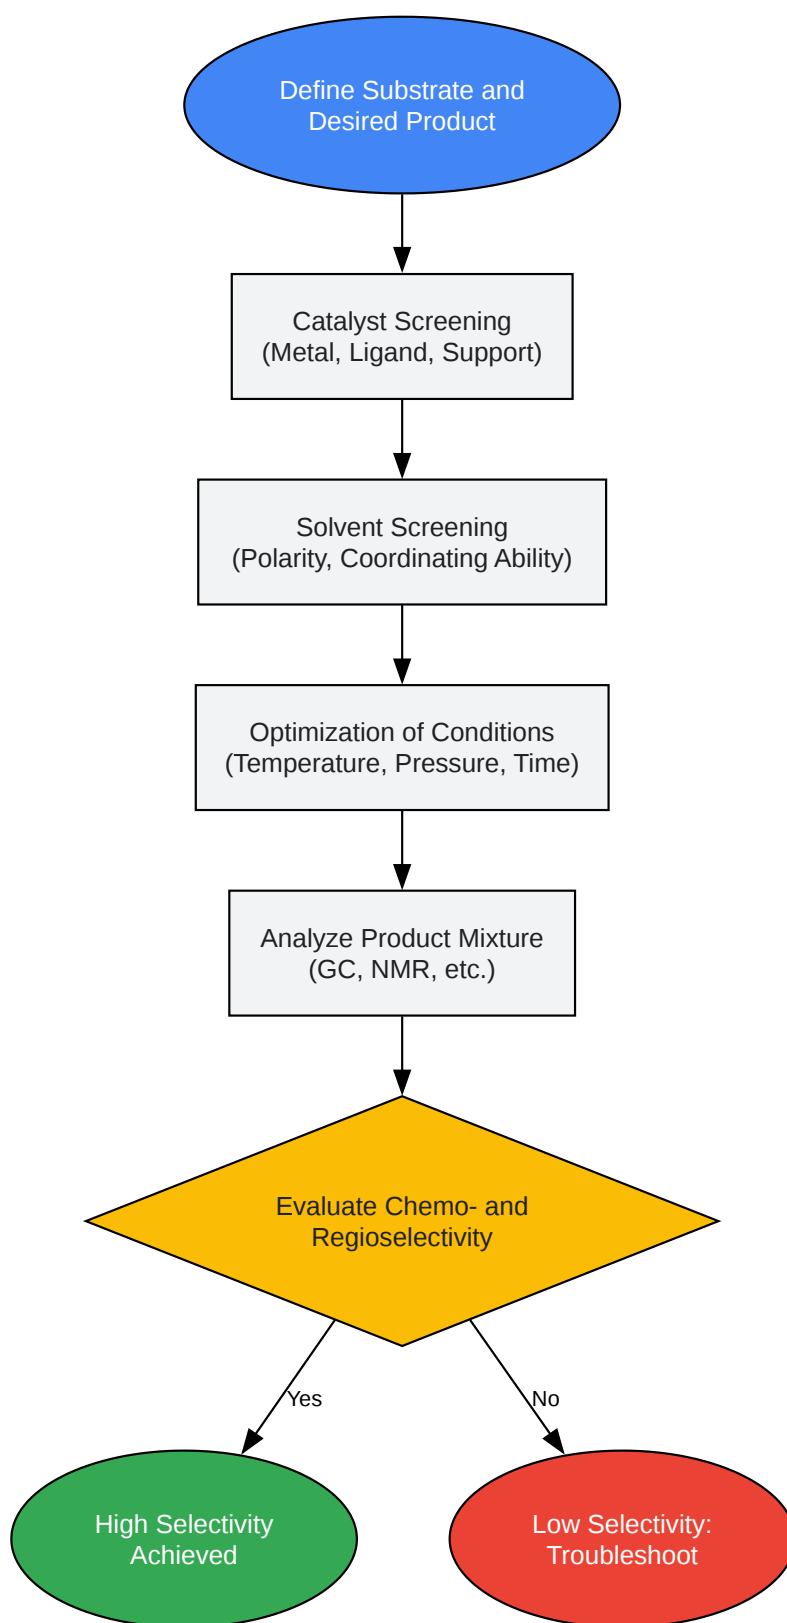 Define Substrate and
Desired Product
Catalyst Screening
(Metal, Ligand, Support)
Solvent Screening
(Polarity, Coordinating Ability)
Optimization of Conditions
(Temperature, Pressure, Time)
Analyze Product Mixture
(GC, NMR, etc.)
Evaluate Chemo- and
Regioselectivity
Yes
No
High Selectivity
Achieved
Low Selectivity:
Troubleshoot